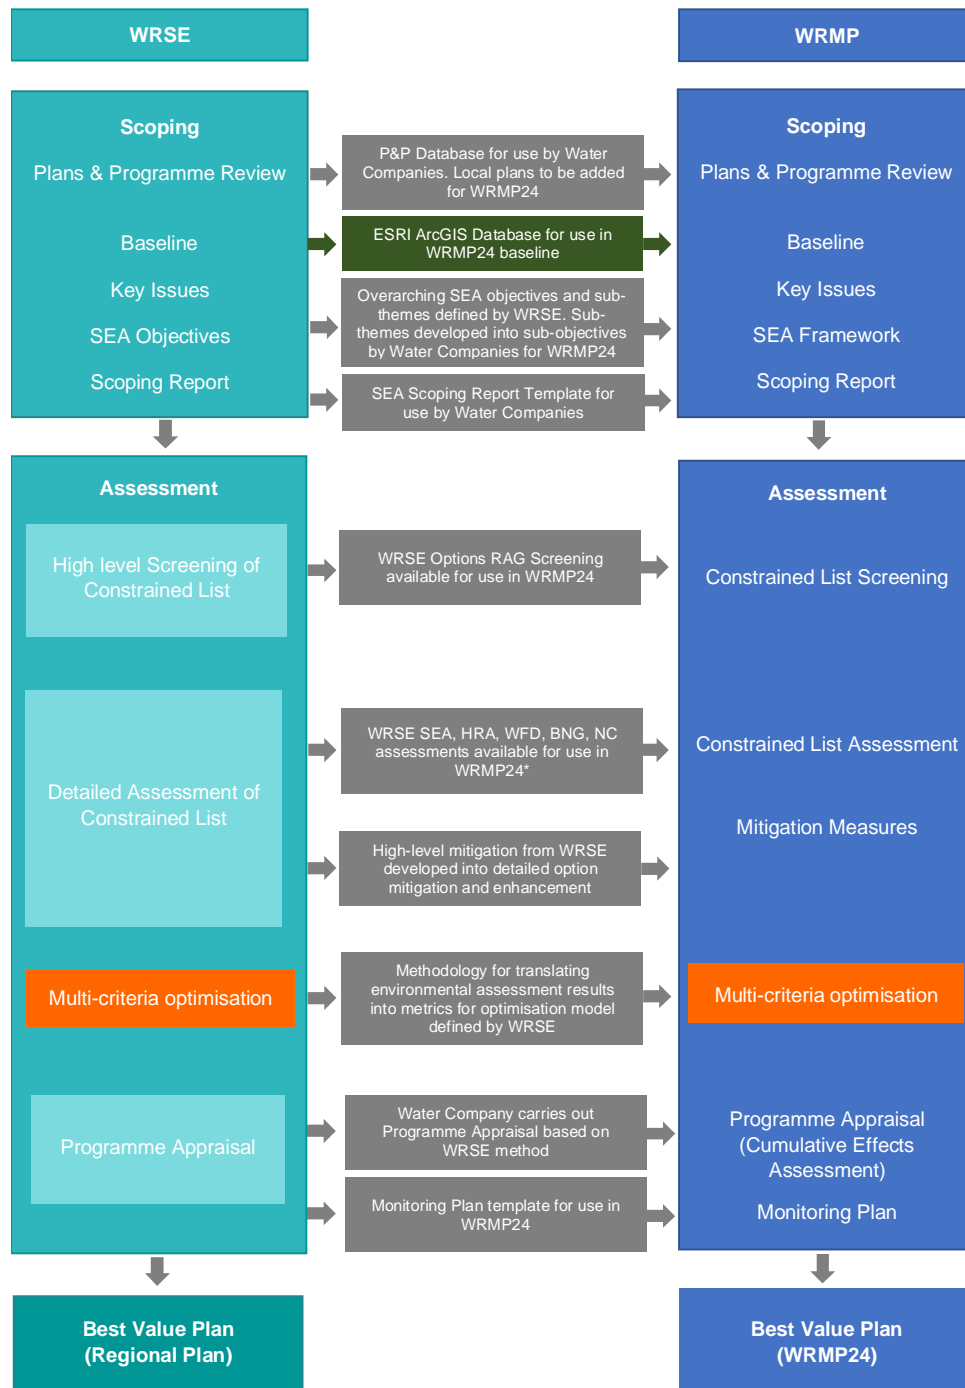 WRSE
WRMP
Scoping
Plans & Programme Review
Baseline
Key Issues
SEA Objectives
Scoping Report
P&P Database for use by Water
Companies. Local plans to be added
for WRMP24
ESRI ArcGIS Database for use in
WRMP24 baseline
Overarching SEA objectives and sub-
themes defined by WRSE. Sub-
themes developed into sub-objectives
by Water Companies for WRMP24
SEA Scoping Report Template for
use by Water Companies
Scoping
Plans & Programme Review
Baseline
Key Issues
SEA Framework
Scoping Report
Assessment
High level Screening of
Constrained List
Detailed Assessment of
Constrained List
Multi-criteria optimisation
Programme Appraisal
WRSE Options RAG Screening
available for use in WRMP24
WRSE SEA, HRA, WFD, BNG, NC
assessments available for use in
WRMP24*
High-level mitigation from WRSE
developed into detailed option
mitigation and enhancement
Methodology for translating
environmental assessment results
into metrics for optimisation model
defined by WRSE
Water Company carries out
Programme Appraisal based on
WRSE method
Monitoring Plan template for use in
WRMP24
Assessment
Constrained List Screening
Constrained List Assessment
Mitigation Measures
Multi-criteria optimisation
Programme Appraisal
(Cumulative Effects
Assessment)
Monitoring Plan
Best Value Plan
(Regional Plan)
Best Value Plan
(WRMP24)